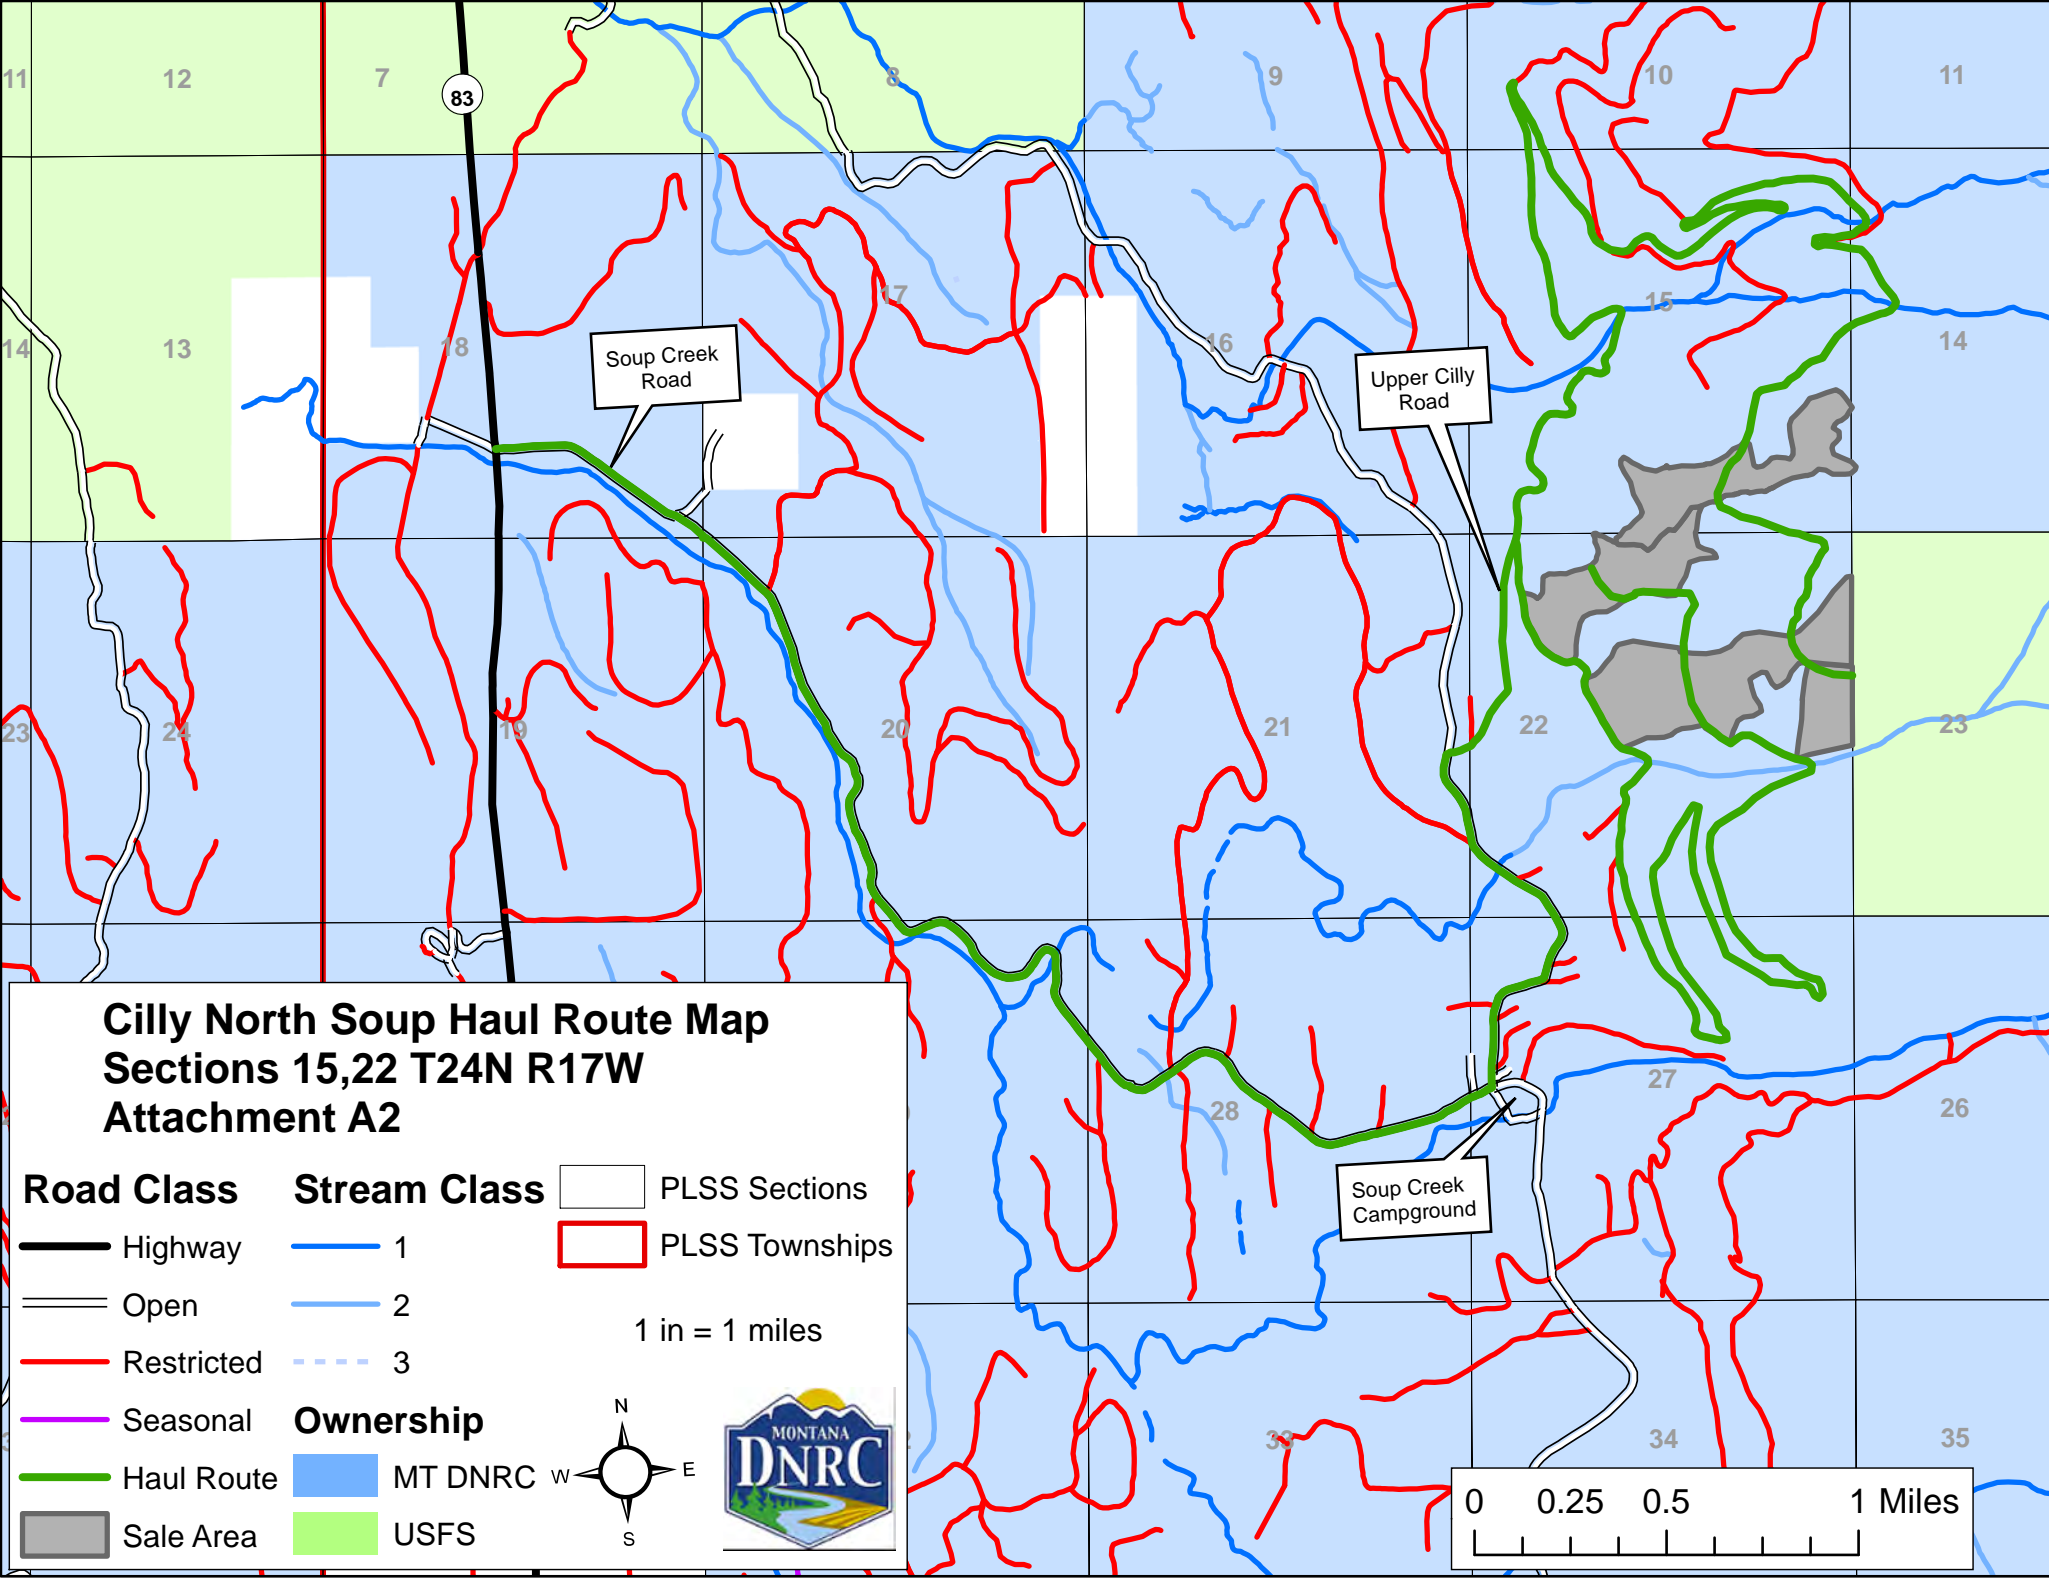 11
12
7
83
8
9
10
11
14
13
18
17
16
15
14
Soup Creek
Road
Upper Cilly
Road
23
24
19
20
21
22
23
28
27
26
33
34
35
Soup Creek
Campground
Cilly North Soup Haul Route Map
Sections 15,22 T24N R17W
Attachment A2
Road Class
Highway
Open
Restricted
Seasonal
Haul Route
Sale Area
Stream Class
1
2
3
Ownership
MT DNRC
USFS
PLSS Sections
PLSS Townships
1 in = 1 miles
N
W E
S
MONTANA
DNRC
0 0.25 0.5 1 Miles